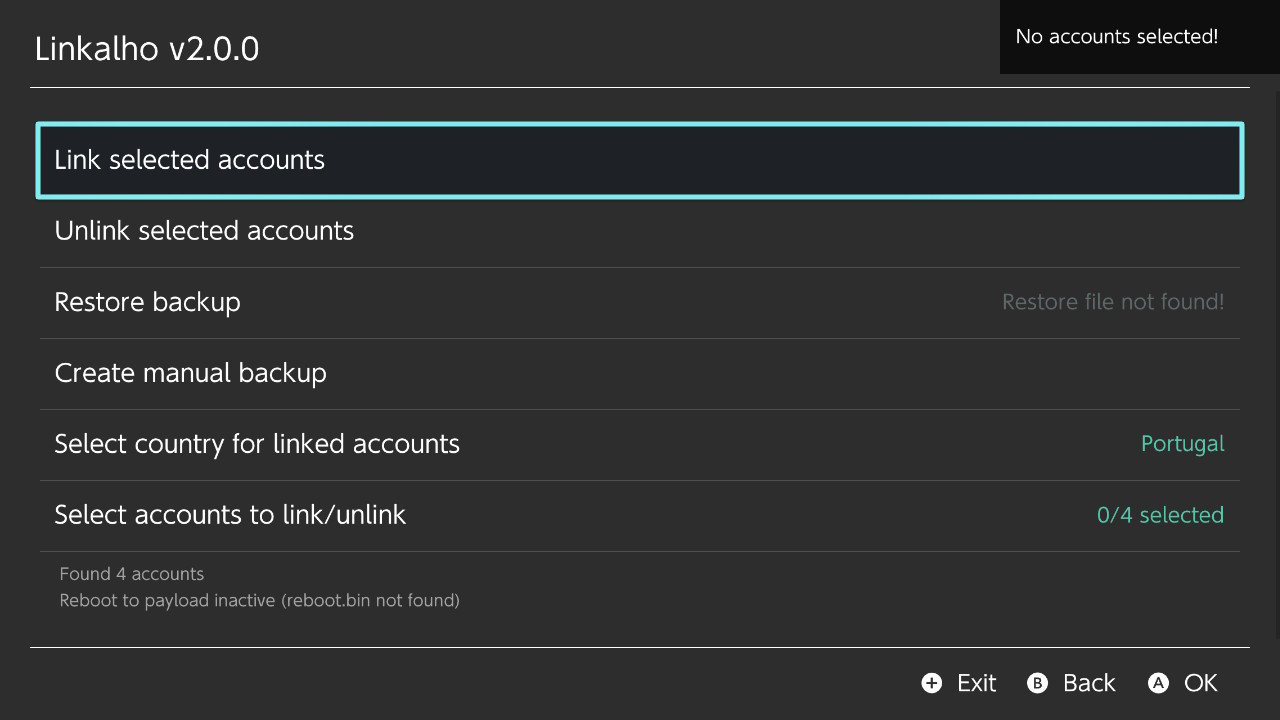 Linkalho v2.0.0
No accounts selected!
Link selected accounts
Unlink selected accounts
Restore backup Restore file not found!
Create manual backup
Select country for linked accounts Portugal
Select accounts to link/unlink 0/4 selected
Found 4 accounts
Reboot to payload inactive (reboot.bin not found)
+ Exit B Back A OK